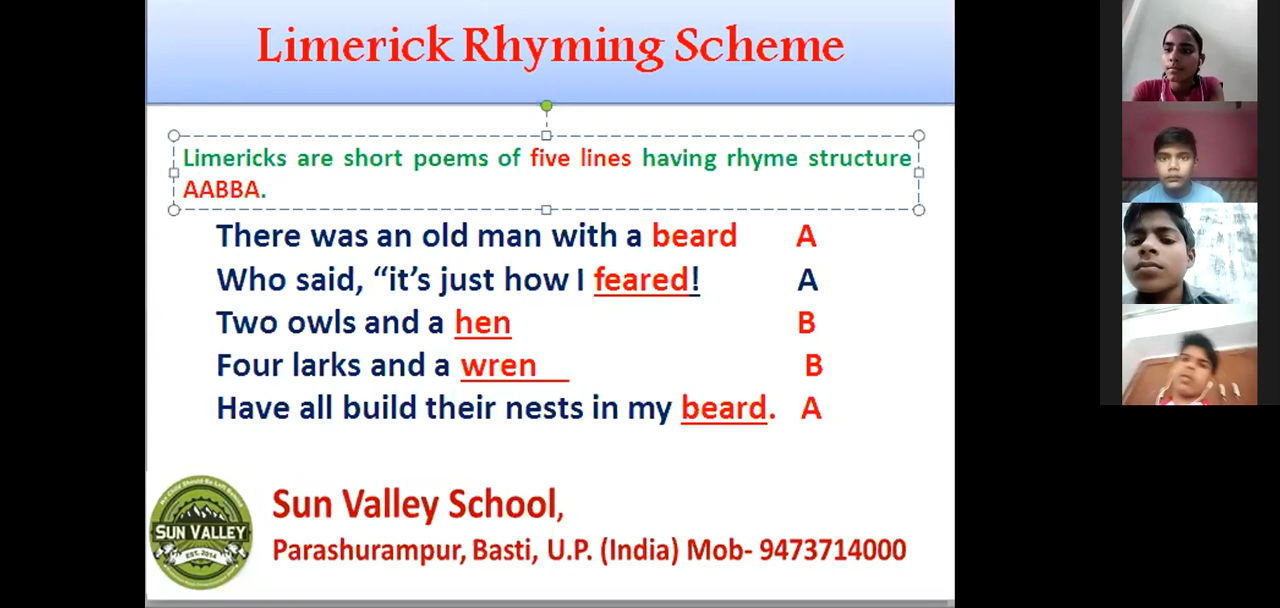 Limerick Rhyming Scheme
Limericks are short poems of five lines having rhyme structure
AABBA.
There was an old man with a beard A
Who said, “it’s just how I feared! A
Two owls and a hen B
Four larks and a wren B
Have all build their nests in my beard. A
SUN VALLEY
EST. 2014
Sun Valley School,
Parashurampur, Basti, U.P. (India) Mob- 9473714000